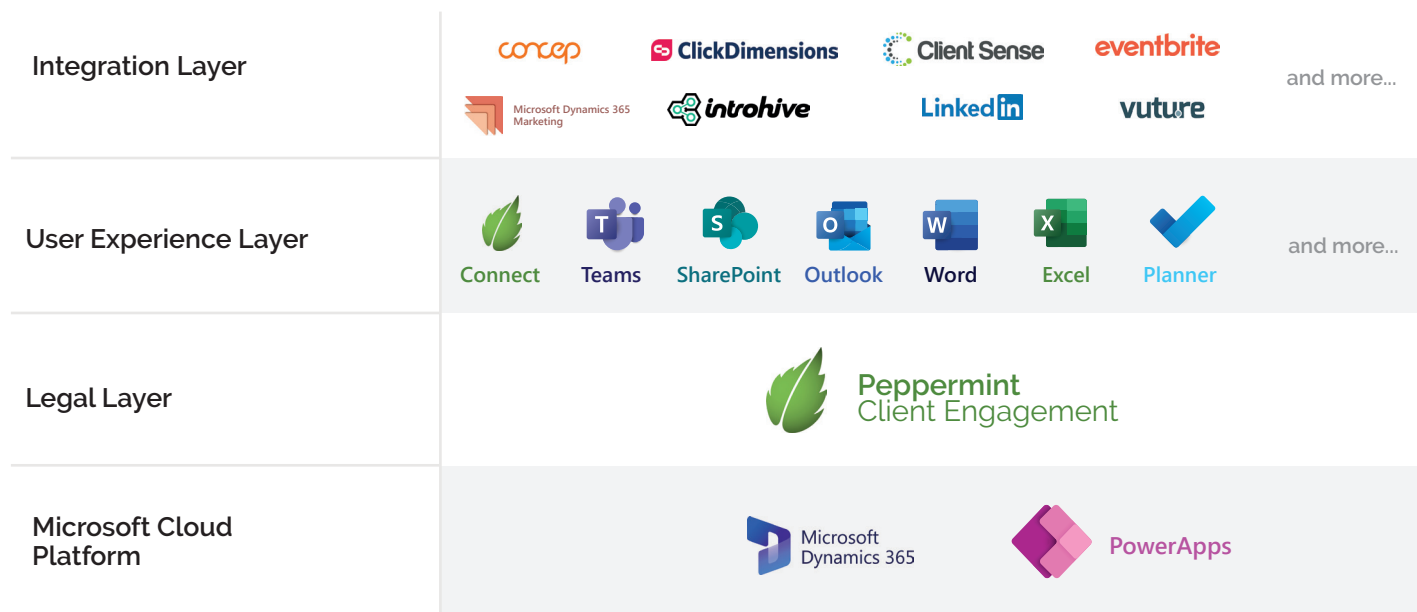 Integration Layer
concep
ClickDimensions
Client Sense
eventbrite
Microsoft Dynamics 365
Marketing
introhive
Linked in
vuture
and more...
User Experience Layer
Connect
T
Teams
S
SharePoint
O
Outlook
W
Word
X
Excel
Planner
and more...
Legal Layer
Peppermint
Client Engagement
Microsoft Cloud
Platform
Microsoft
Dynamics 365
PowerApps